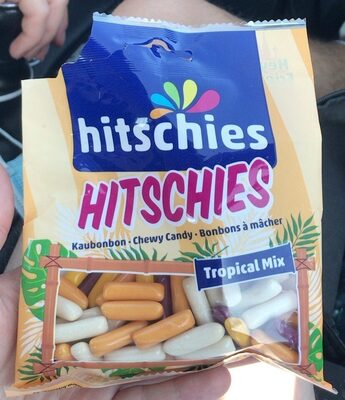 hitschies
HITSCHIES
Kaubonbon • Chewy Candy • Bonbons à mâcher
Tropical Mix